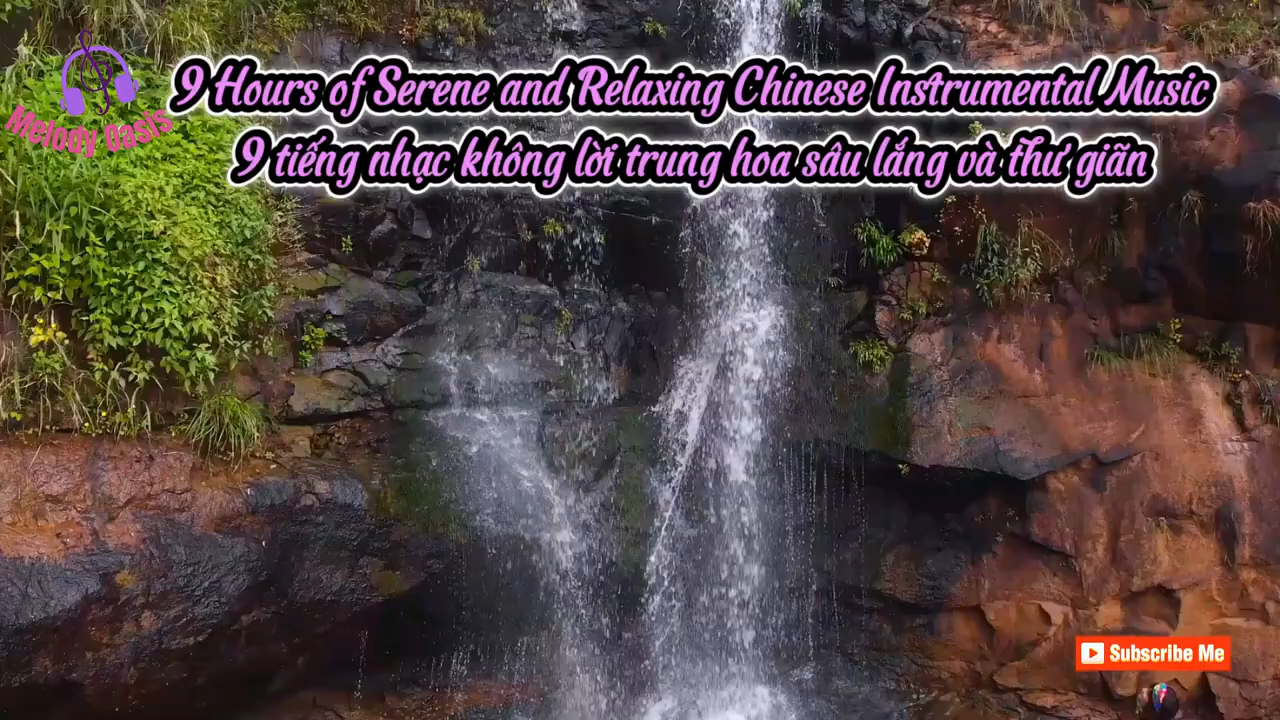 9 Hours of Serene and Relaxing Chinese Instrumental Music
Melody Oasis
9 tiếng nhạc không lời trung hoa sâu lắng và thư giãn
Subscribe Me